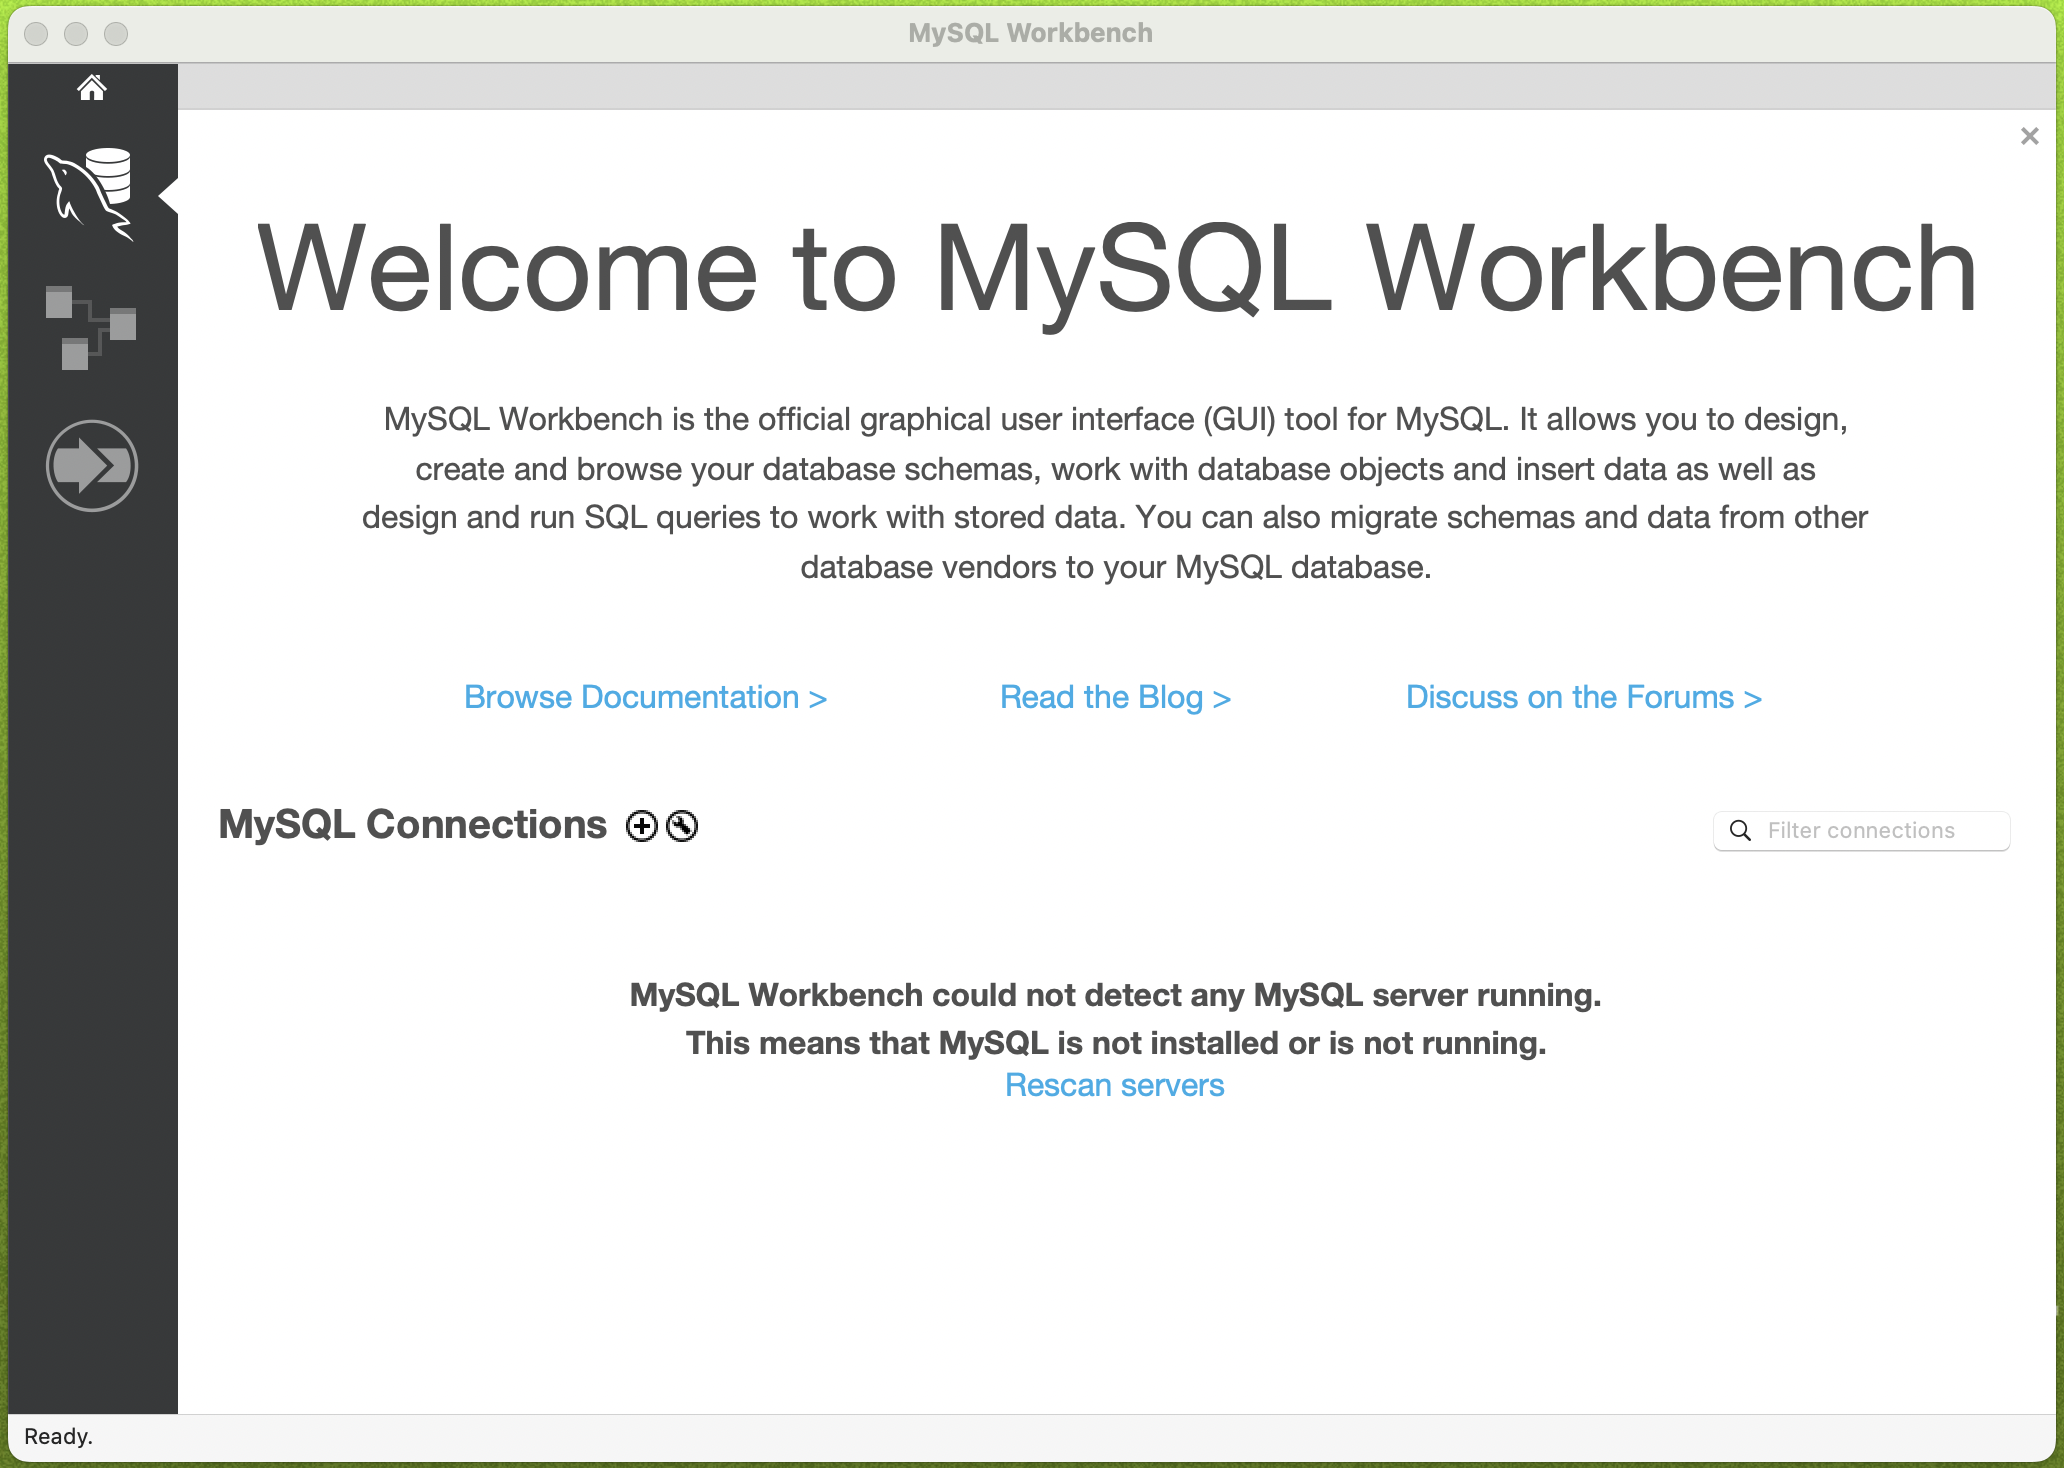 MySQL Workbench
Welcome to MySQL Workbench
MySQL Workbench is the official graphical user interface (GUI) tool for MySQL. It allows you to design,
create and browse your database schemas, work with database objects and insert data as well as
design and run SQL queries to work with stored data. You can also migrate schemas and data from other
database vendors to your MySQL database.
Browse Documentation >
Read the Blog >
Discuss on the Forums >
MySQL Connections
Filter connections
MySQL Workbench could not detect any MySQL server running.
This means that MySQL is not installed or is not running.
Rescan servers
Ready.